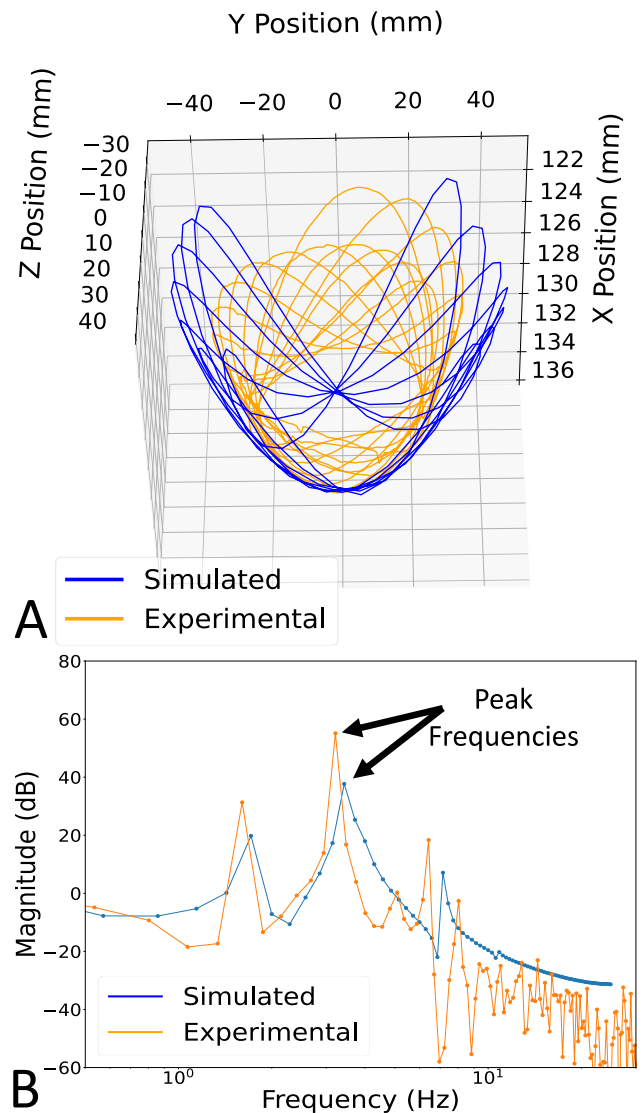 Y Position (mm)
−40 −20 0 20 40
Z Position (mm)
−30
−20
−10
0
10
20
30
40
X Position (mm)
122
124
126
128
130
132
134
136
Simulated
Experimental
A
80
60
40
20
0
−20
−40
−60
Magnitude (dB)
Peak
Frequencies
Simulated
Experimental
10⁰ 10¹
Frequency (Hz)
B